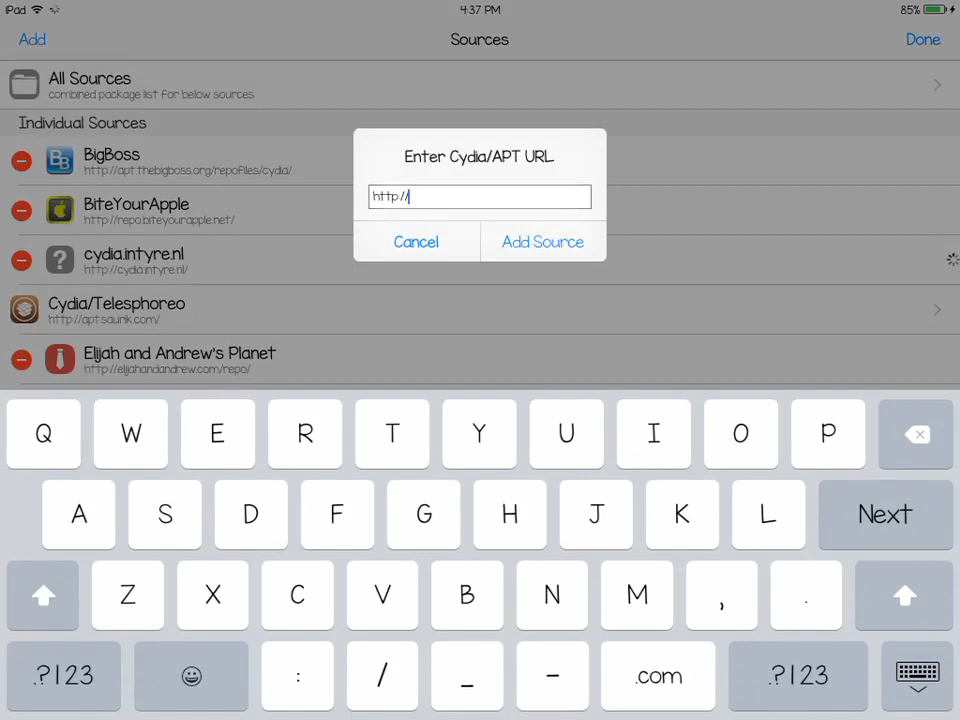 iPad 4:37 PM 85%
Add Sources Done
All Sources
combined package list for below sources
Individual Sources
BigBoss
http://apt.thebigboss.org/repofiles/cydia/
BiteYourApple
http://repo.biteyourapple.net/
cydia.intyre.nl
http://cydia.intyre.nl/
Cydia/Telesphoreo
http://apt.saurik.com/
Elijah and Andrew's Planet
http://elijahandandrew.com/repo/
Enter Cydia/APT URL
http://
Cancel Add Source
Q W E R T Y U I O P
A S D F G H J K L Next
Z X C V B N M , .
.?123 : / _ - .com .?123